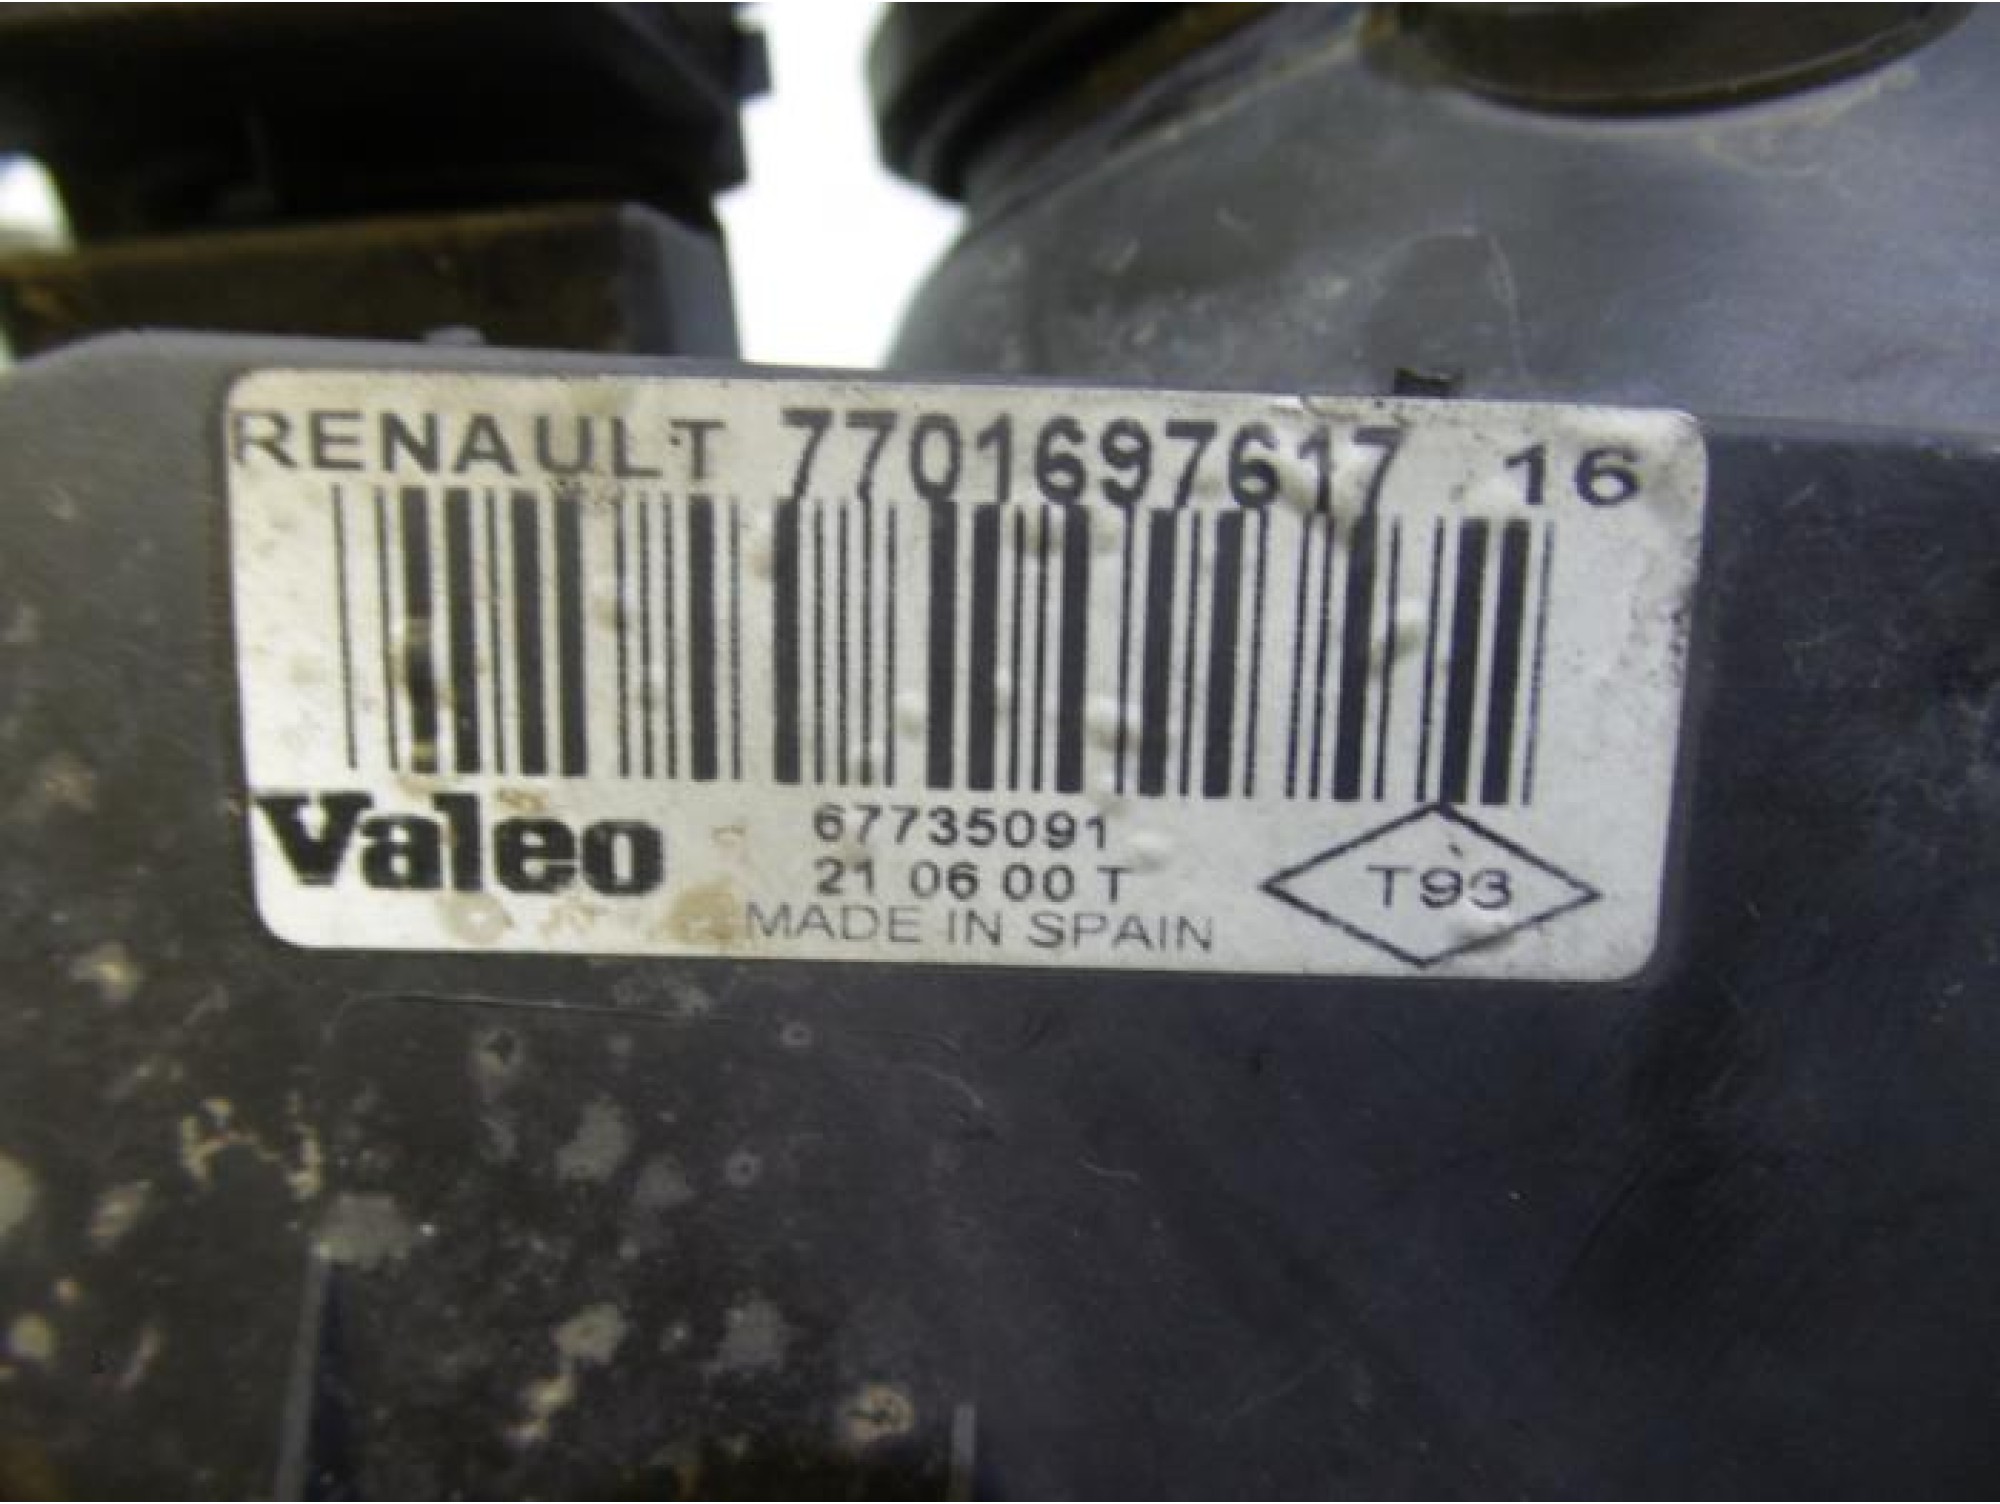 RENAULT 7701697617 16
Valeo
67735091
21 06 00 T
MADE IN SPAIN
T93